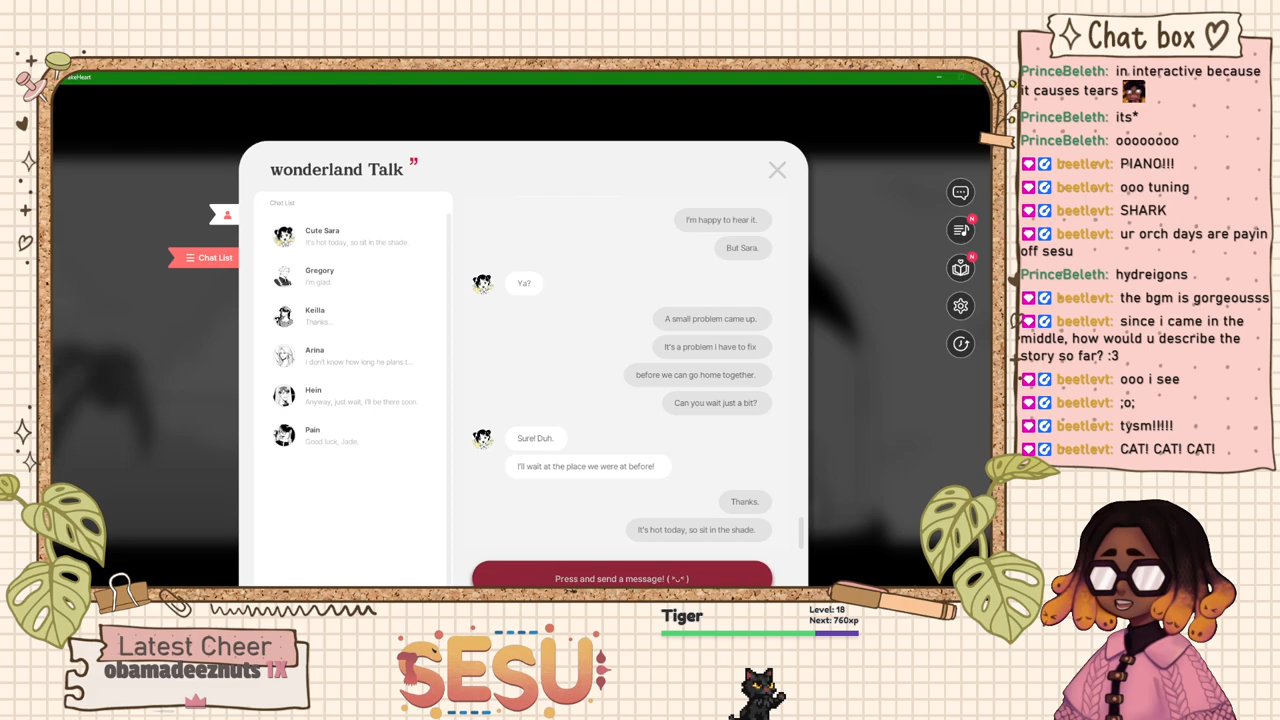 akeHeart
wonderland Talk ”
Chat List
Chat List
Cute Sara
It's hot today, so sit in the shade.
Gregory
I'm glad.
Keilla
Thanks...
Arina
I don't know how long he plans t...
Hein
Anyway, just wait, I'll be there soon.
Pain
Good luck, Jade.
I'm happy to hear it.
But Sara.
Ya?
A small problem came up.
It's a problem I have to fix
before we can go home together.
Can you wait just a bit?
Sure! Duh.
I'll wait at the place we were at before!
Thanks.
It's hot today, so sit in the shade.
Press and send a message! ( ˃ᴗ˂ )
N
N
Chat box
PrinceBeleth: in interactive because
it causes tears
PrinceBeleth: its*
PrinceBeleth: oooooooo
beetlevt: PIANO!!!
beetlevt: ooo tuning
beetlevt: SHARK
beetlevt: ur orch days are payin
off sesu
PrinceBeleth: hydreigons
beetlevt: the bgm is gorgeousss
beetlevt: since i came in the
middle, how would u describe the
story so far? :3
beetlevt: ooo i see
beetlevt: ;o;
beetlevt: tysm!!!!!
beetlevt: CAT! CAT! CAT!
Latest Cheer
obamadeeznuts 1X
SESU
Tiger
Level: 18
Next: 760xp